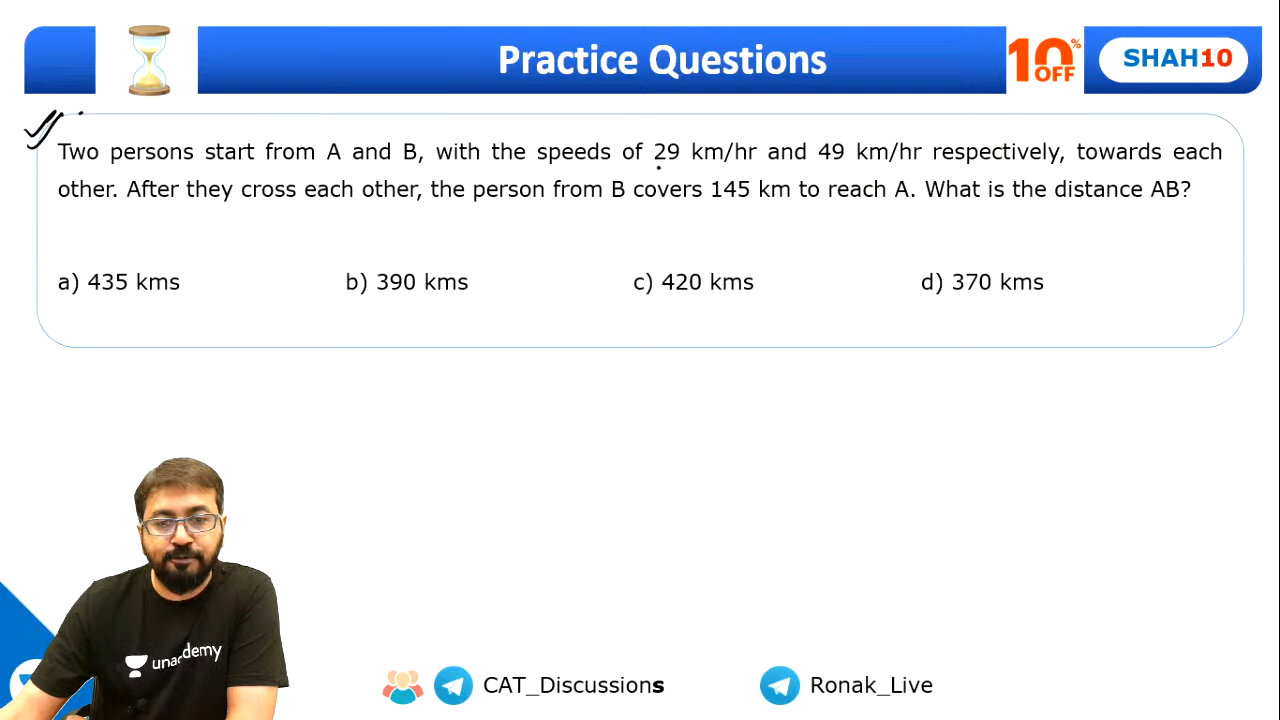 Practice Questions
10% OFF
SHAH10
Two persons start from A and B, with the speeds of 29 km/hr and 49 km/hr respectively, towards each
other. After they cross each other, the person from B covers 145 km to reach A. What is the distance AB?
a) 435 kms b) 390 kms c) 420 kms d) 370 kms
unacademy
CAT_Discussions
Ronak_Live